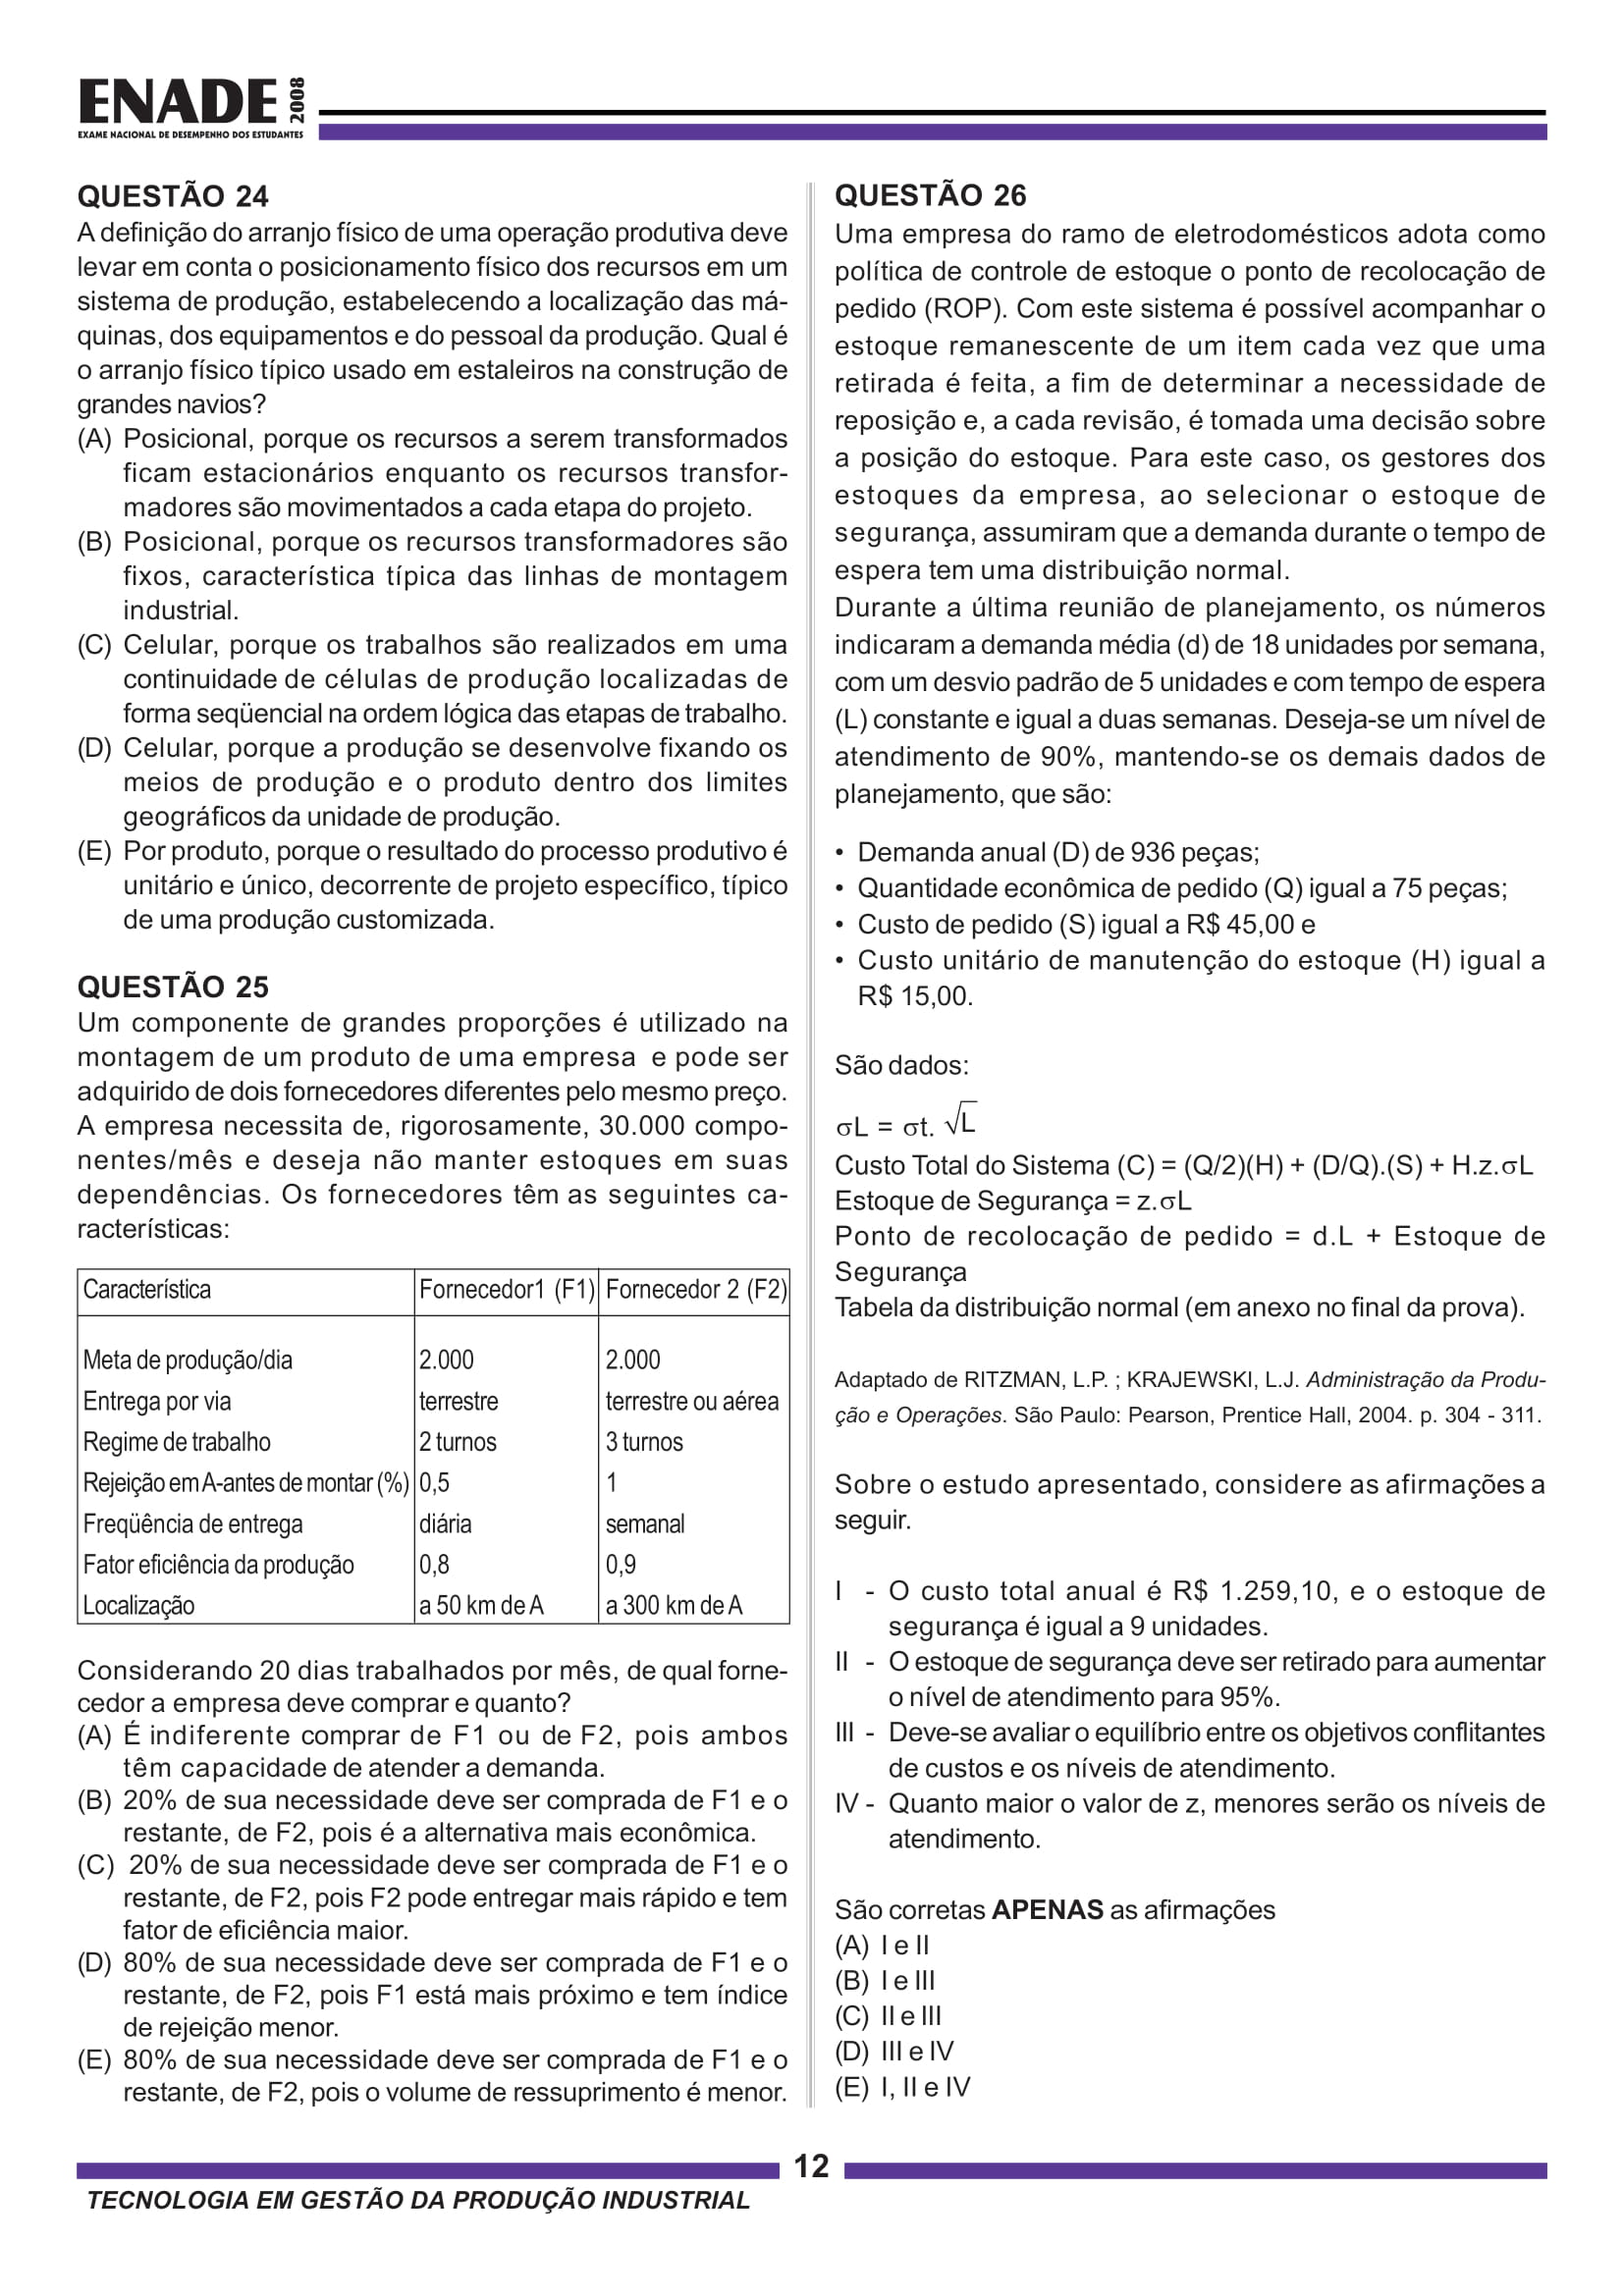 ENADE 2008
EXAME NACIONAL DE DESEMPENHO DOS ESTUDANTES
QUESTÃO 24
A definição do arranjo físico de uma operação produtiva deve
levar em conta o posicionamento físico dos recursos em um
sistema de produção, estabelecendo a localização das má-
quinas, dos equipamentos e do pessoal da produção. Qual é
o arranjo físico típico usado em estaleiros na construção de
grandes navios?
(A) Posicional, porque os recursos a serem transformados
ficam estacionários enquanto os recursos transfor-
madores são movimentados a cada etapa do projeto.
(B) Posicional, porque os recursos transformadores são
fixos, característica típica das linhas de montagem
industrial.
(C) Celular, porque os trabalhos são realizados em uma
continuidade de células de produção localizadas de
forma seqüencial na ordem lógica das etapas de trabalho.
(D) Celular, porque a produção se desenvolve fixando os
meios de produção e o produto dentro dos limites
geográficos da unidade de produção.
(E) Por produto, porque o resultado do processo produtivo é
unitário e único, decorrente de projeto específico, típico
de uma produção customizada.
QUESTÃO 25
Um componente de grandes proporções é utilizado na
montagem de um produto de uma empresa e pode ser
adquirido de dois fornecedores diferentes pelo mesmo preço.
A empresa necessita de, rigorosamente, 30.000 compo-
nentes/mês e deseja não manter estoques em suas
dependências. Os fornecedores têm as seguintes ca-
racterísticas:
Característica Fornecedor1 (F1) Fornecedor 2 (F2)
Meta de produção/dia 2.000 2.000
Entrega por via terrestre terrestre ou aérea
Regime de trabalho 2 turnos 3 turnos
Rejeição em A-antes de montar (%) 0,5 1
Freqüência de entrega diária semanal
Fator eficiência da produção 0,8 0,9
Localização a 50 km de A a 300 km de A
Considerando 20 dias trabalhados por mês, de qual forne-
cedor a empresa deve comprar e quanto?
(A) É indiferente comprar de F1 ou de F2, pois ambos
têm capacidade de atender a demanda.
(B) 20% de sua necessidade deve ser comprada de F1 e o
restante, de F2, pois é a alternativa mais econômica.
(C) 20% de sua necessidade deve ser comprada de F1 e o
restante, de F2, pois F2 pode entregar mais rápido e tem
fator de eficiência maior.
(D) 80% de sua necessidade deve ser comprada de F1 e o
restante, de F2, pois F1 está mais próximo e tem índice
de rejeição menor.
(E) 80% de sua necessidade deve ser comprada de F1 e o
restante, de F2, pois o volume de ressuprimento é menor.
QUESTÃO 26
Uma empresa do ramo de eletrodomésticos adota como
política de controle de estoque o ponto de recolocação de
pedido (ROP). Com este sistema é possível acompanhar o
estoque remanescente de um item cada vez que uma
retirada é feita, a fim de determinar a necessidade de
reposição e, a cada revisão, é tomada uma decisão sobre
a posição do estoque. Para este caso, os gestores dos
estoques da empresa, ao selecionar o estoque de
segurança, assumiram que a demanda durante o tempo de
espera tem uma distribuição normal.
Durante a última reunião de planejamento, os números
indicaram a demanda média (d) de 18 unidades por semana,
com um desvio padrão de 5 unidades e com tempo de espera
(L) constante e igual a duas semanas. Deseja-se um nível de
atendimento de 90%, mantendo-se os demais dados de
planejamento, que são:
• Demanda anual (D) de 936 peças;
• Quantidade econômica de pedido (Q) igual a 75 peças;
• Custo de pedido (S) igual a R$ 45,00 e
• Custo unitário de manutenção do estoque (H) igual a
R$ 15,00.
São dados:
σL = σt. √L
Custo Total do Sistema (C) = (Q/2)(H) + (D/Q).(S) + H.z.σL
Estoque de Segurança = z.σL
Ponto de recolocação de pedido = d.L + Estoque de
Segurança
Tabela da distribuição normal (em anexo no final da prova).
Adaptado de RITZMAN, L.P. ; KRAJEWSKI, L.J. Administração da Produ-
ção e Operações. São Paulo: Pearson, Prentice Hall, 2004. p. 304 - 311.
Sobre o estudo apresentado, considere as afirmações a
seguir.
I - O custo total anual é R$ 1.259,10, e o estoque de
segurança é igual a 9 unidades.
II - O estoque de segurança deve ser retirado para aumentar
o nível de atendimento para 95%.
III - Deve-se avaliar o equilíbrio entre os objetivos conflitantes
de custos e os níveis de atendimento.
IV - Quanto maior o valor de z, menores serão os níveis de
atendimento.
São corretas APENAS as afirmações
(A) I e II
(B) I e III
(C) II e III
(D) III e IV
(E) I, II e IV
12
TECNOLOGIA EM GESTÃO DA PRODUÇÃO INDUSTRIAL